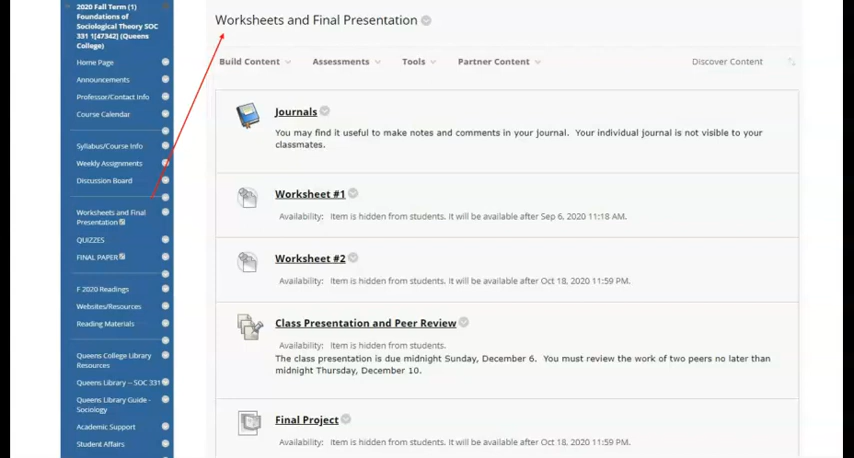 2020 Fall Term (1)
Foundations of
Sociological Theory SOC
331 1[47342] (Queens
College)
Home Page
Announcements
Professor/Contact Info
Course Calendar
Syllabus/Course Info
Weekly Assignments
Discussion Board
Worksheets and Final
Presentation
QUIZZES
FINAL PAPER
F 2020 Readings
Websites/Resources
Reading Materials
Queens College Library
Resources
Queens Library -- SOC 331
Queens Library Guide -
Sociology
Academic Support
Student Affairs
Worksheets and Final Presentation
Build Content Assessments Tools Partner Content Discover Content
Journals
You may find it useful to make notes and comments in your journal. Your individual journal is not visible to your
classmates.
Worksheet #1
Availability: Item is hidden from students. It will be available after Sep 6, 2020 11:18 AM.
Worksheet #2
Availability: Item is hidden from students. It will be available after Oct 18, 2020 11:59 PM.
Class Presentation and Peer Review
Availability: Item is hidden from students.
The class presentation is due midnight Sunday, December 6. You must review the work of two peers no later than
midnight Thursday, December 10.
Final Project
Availability: Item is hidden from students. It will be available after Oct 18, 2020 11:59 PM.